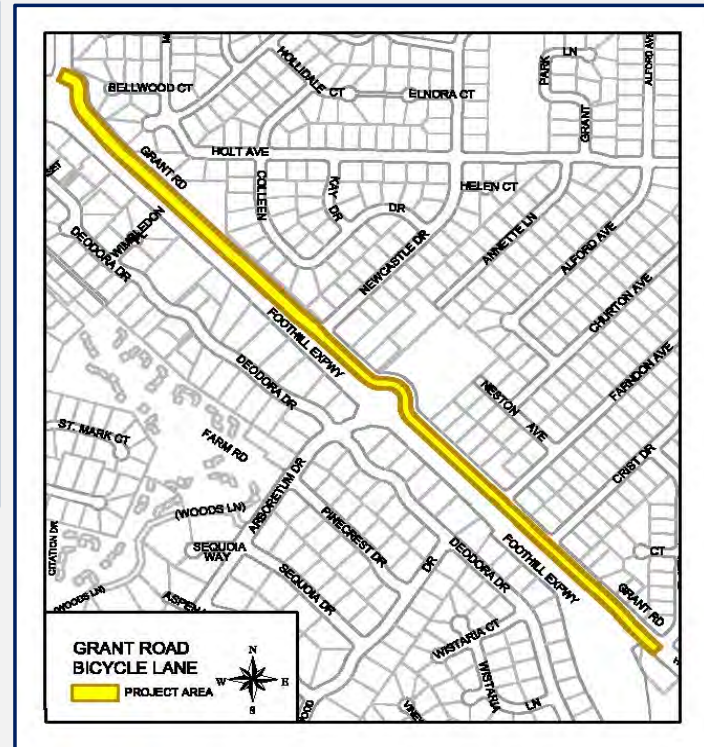 ALFORD AVE
LN
PARK
HOLLIDALE CT
BELLWOOD CT
ELNORA CT
GRANT
HOLT AVE
GRANT RD
COLLEEN
KAY DR
HELEN CT
DR
ANNETTE LN
WIMBLEDON PL
NEWCASTLE DR
ALFORD AVE
DEODORA DR
CHURTON AVE
FOOTHILL EXPWY
FARNDON AVE
DEODORA DR
NESTON AVE
ST. MARK CT
FARM RD
CRIST DR
ARBORETUM DR
(WOODS LN)
PINECREST DR
CITATION DR
SEQUOIA
WAY
DR
DEODORA DR
FOOTHILL EXPWY
CT
SEQUOIA DR
(WOODS LN)
ASPEN
GRANT RD
WISTARIA CT
WISTARIA
LN
GRANT ROAD
BICYCLE LANE
PROJECT AREA
N
W E
S